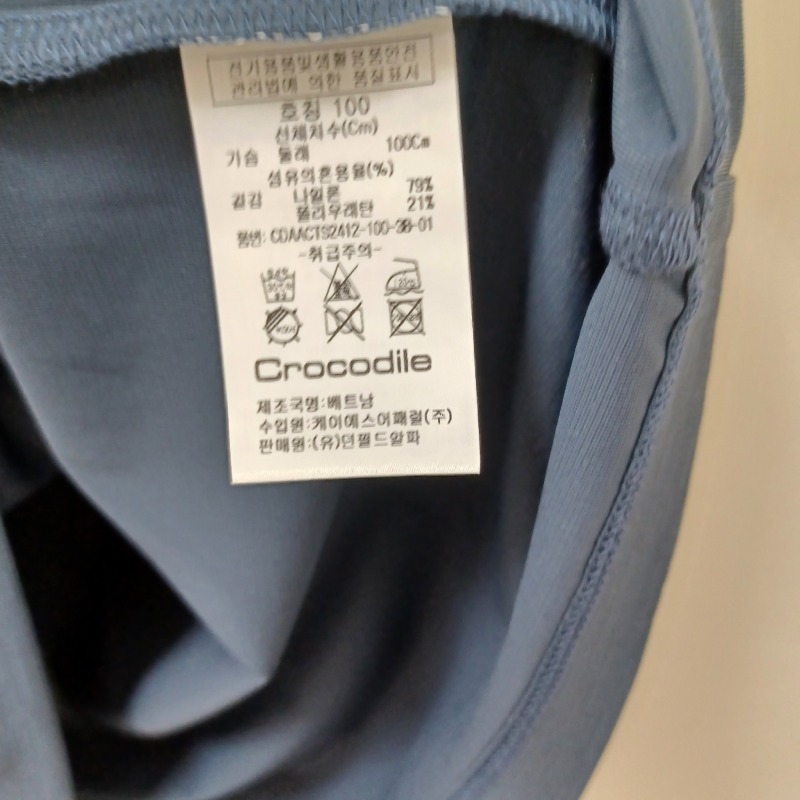 전기용품및생활용품안전
관리법에 의한 품질표시
호칭 100
신체치수(Cm)
가슴 둘레 100Cm
섬유의혼용율(%)
겉감 나일론 79%
폴리우레탄 21%
품번: CDAACTS2412-100-38-01
-취급주의-
Crocodile
제조국명:베트남
수입원:케이에스어패럴(주)
판매원:(유)던필드알파